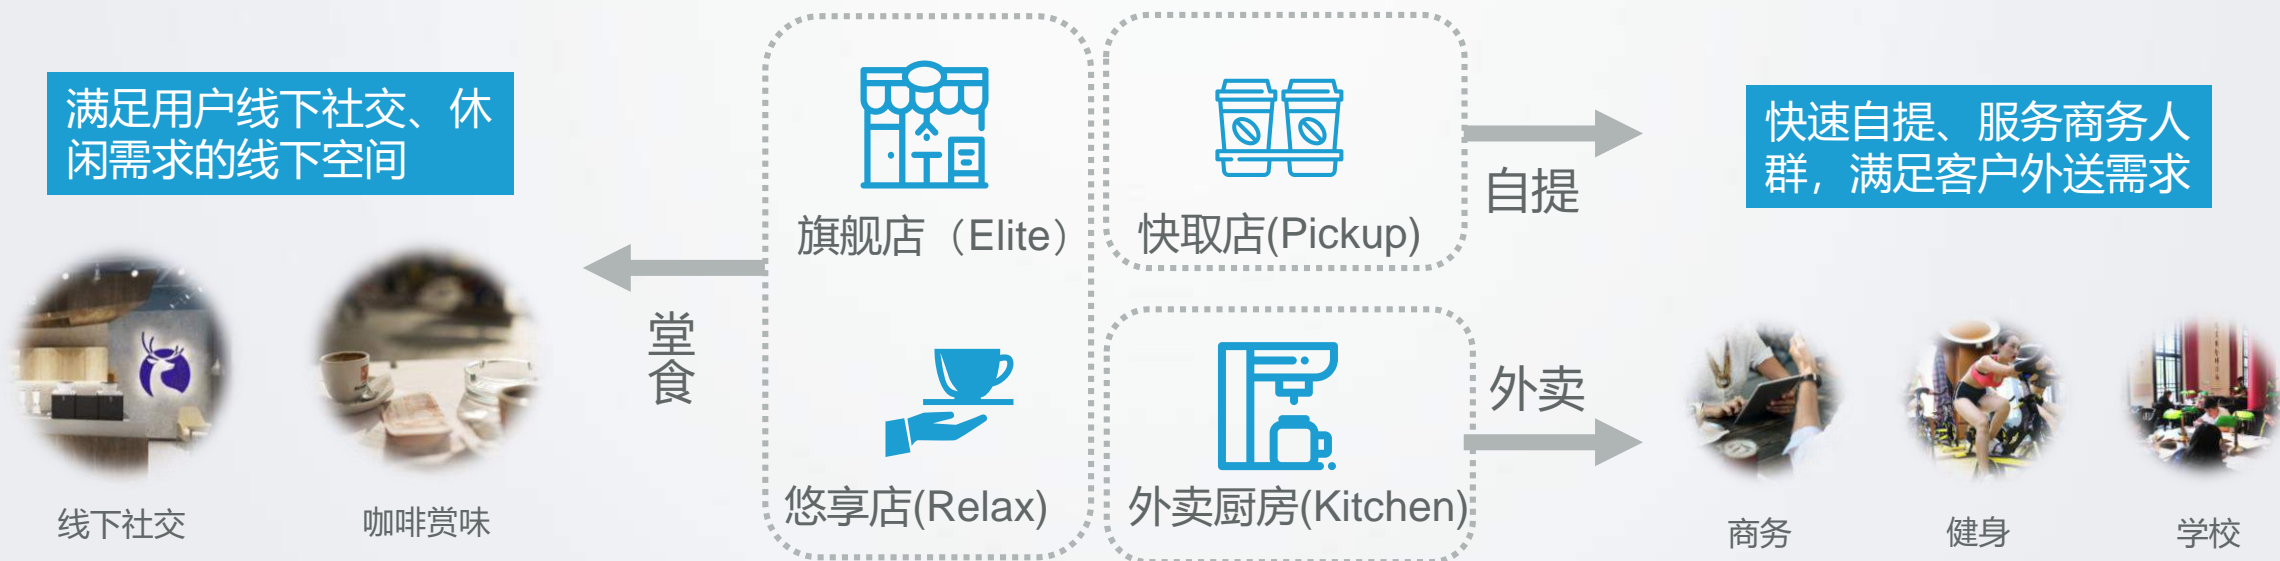 满足用户线下社交、休
闲需求的线下空间
线下社交
咖啡赏味
堂食
旗舰店（Elite）
悠享店(Relax)
快取店(Pickup)
外卖厨房(Kitchen)
自提
外卖
快速自提、服务商务人
群，满足客户外送需求
商务
健身
学校